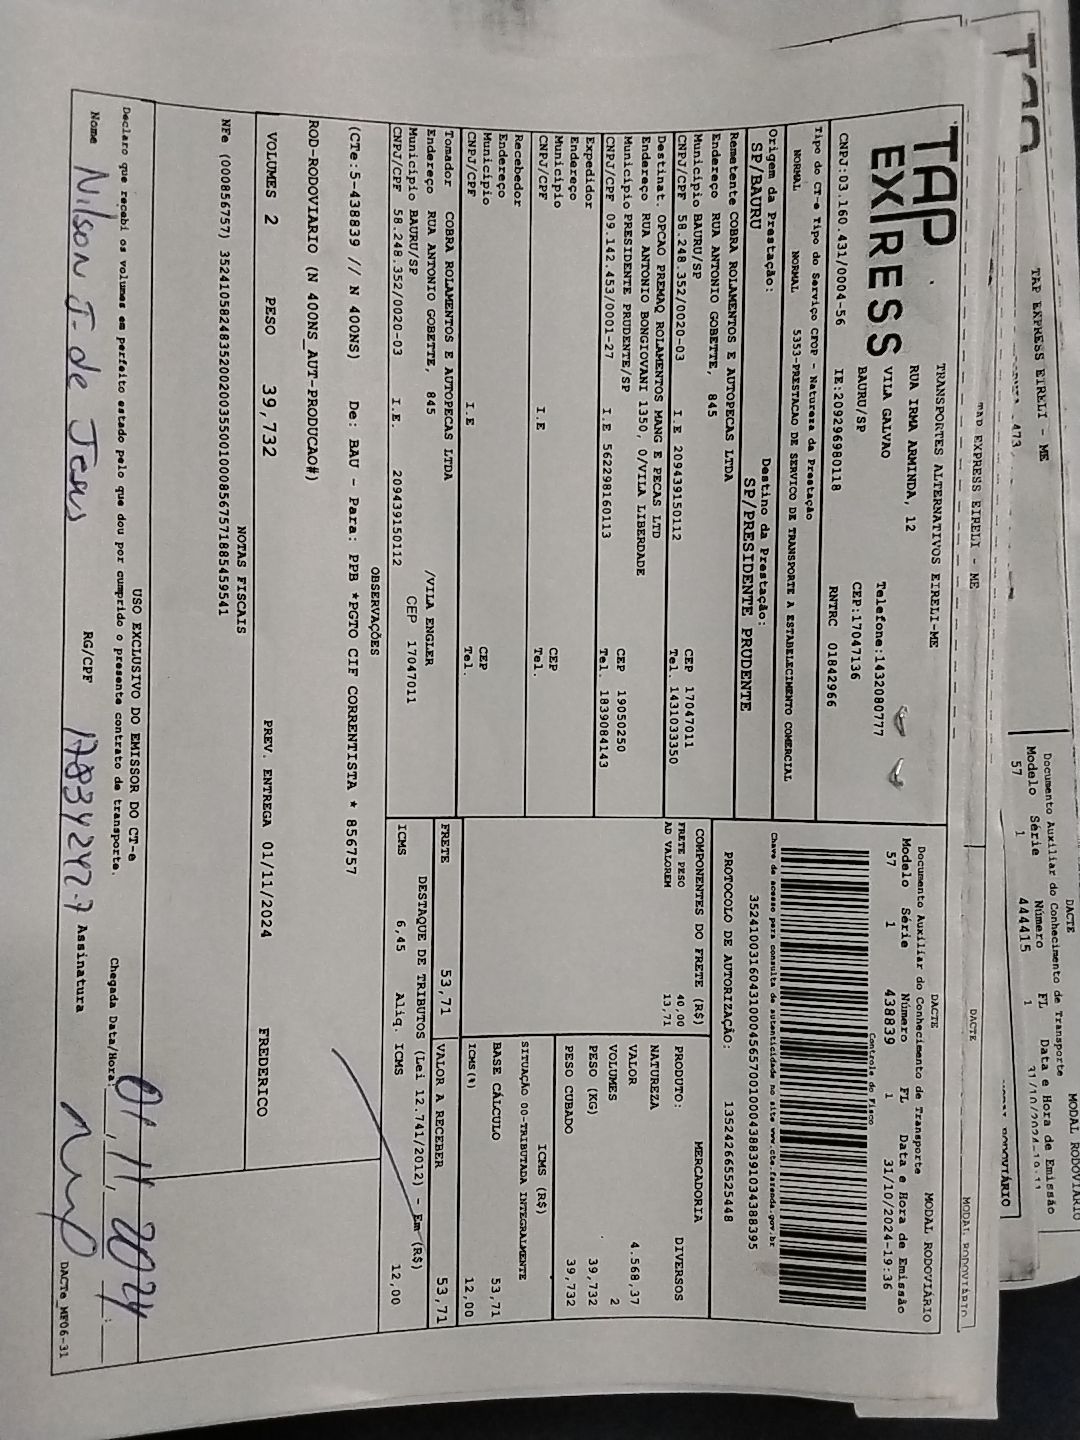 TAP EXPRESS EIRELI - ME
DACTE
MODAL RODOVIÁRIO
Documento Auxiliar do Conhecimento de Transporte
Modelo Série Número FL Data e Hora de Emissão
57 1 444415 1
TAP EXPRESS EIRELI - ME
DACTE
MODAL RODOVIÁRIO
TAP EXPRESS
TRANSPORTES ALTERNATIVOS EIRELI-ME
RUA IRMA ARMINDA, 12
Telefone:1432080777
VILA GALVAO
CEP:17047136
BAURU/SP
CNPJ:03.160.431/0004-56 IE:209296980118 RNTRC 01842966
DACTE
MODAL RODOVIÁRIO
Documento Auxiliar do Conhecimento de Transporte
Modelo Série Número FL Data e Hora de Emissão
57 1 438839 1 31/10/2024-19:36
Controle do Fisco
Tipo do CT-e Tipo do Serviço CFOP - Natureza da Prestação
NORMAL NORMAL 5353-PRESTACAO DE SERVICO DE TRANSPORTE A ESTABELECIMENTO COMERCIAL
Chave de acesso para consulta de autenticidade no site www.cte.fazenda.gov.br
Origem da Prestação: Destino da Prestação:
SP/BAURU SP/PRESIDENTE PRUDENTE
PROTOCOLO DE AUTORIZAÇÃO: 135242665525448
Remetente COBRA ROLAMENTOS E AUTOPECAS LTDA
Endereço RUA ANTONIO GOBETTE, 845
Município BAURU/SP CEP 17047011
CNPJ/CPF 58.248.352/0020-03 I.E 209439150112 Tel. 1431033350
Destinat. OPCAO PREMAQ ROLAMENTOS MANG E PECAS LTD
Endereço RUA ANTONIO BONGIOVANI 1350, 0/VILA LIBERDADE
Município PRESIDENTE PRUDENTE/SP CEP 19050250
CNPJ/CPF 09.142.453/0001-27 I.E 562298160113 Tel. 1839084143
Expedidor
Endereço
Município CEP
CNPJ/CPF I.E Tel.
Recebedor
Endereço
Município CEP
CNPJ/CPF I.E Tel.
Tomador COBRA ROLAMENTOS E AUTOPECAS LTDA
Endereço RUA ANTONIO GOBETTE, 845 /VILA ENGLER
Município BAURU/SP CEP 17047011
CNPJ/CPF 58.248.352/0020-03 I.E. 209439150112
COMPONENTES DO FRETE (R$)
FRETE PESO 40,00
AD VALOREM 13,71
MERCADORIA
PRODUTO: DIVERSOS
NATUREZA
VALOR 4.568,37
VOLUMES 2
PESO (KG) 39,732
PESO CUBADO 39,732
ICMS (R$)
SITUAÇÃO 00-TRIBUTADA INTEGRALMENTE
BASE CÁLCULO 53,71
ICMS(%) 12,00
FRETE 53,71 VALOR A RECEBER 53,71
DESTAQUE DE TRIBUTOS (Lei 12.741/2012) - Em (R$)
ICMS 6,45 Aliq. ICMS 12,00
OBSERVAÇÕES
(CTe:5-438839 // N 400NS) De: BAU - Para: PPB *PGTO CIF CORRENTISTA * 856757
ROD-RODOVIARIO (N 400NS_AUT-PRODUCAO#)
VOLUMES 2 PESO 39,732 PREV. ENTREGA 01/11/2024 FREDERICO
NOTAS FISCAIS
USO EXCLUSIVO DO EMISSOR DO CT-e
Declaro que recebi os volumes em perfeito estado pelo que dou por cumprido o presente contrato de transporte. Chegada Data/Hora: 01/11/2024
Nome Nilson I. de Jesus RG/CPF 17834247.7 Assinatura
DACTe_MF06-31